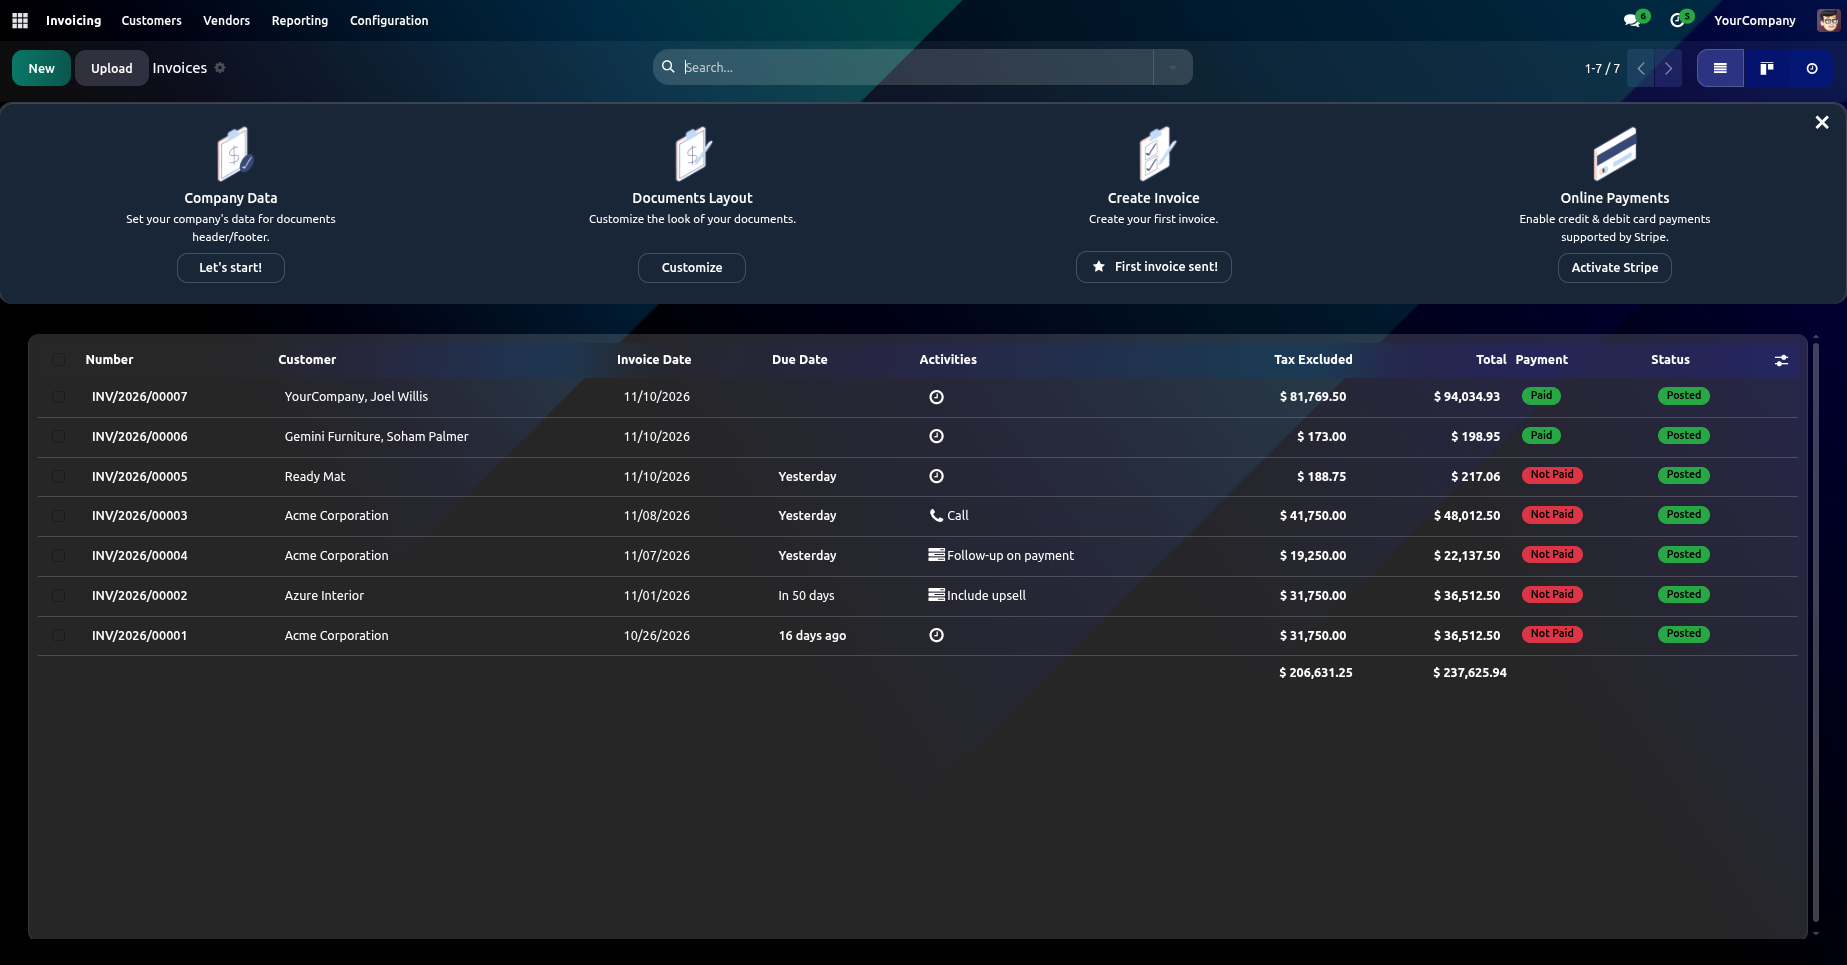 Invoicing Customers Vendors Reporting Configuration 6 5 YourCompany
New Upload Invoices Search... 1-7 / 7
Company Data
Set your company's data for documents
header/footer.
Let's start!
Documents Layout
Customize the look of your documents.
Customize
Create Invoice
Create your first invoice.
First invoice sent!
Online Payments
Enable credit & debit card payments
supported by Stripe.
Activate Stripe
Number Customer Invoice Date Due Date Activities Tax Excluded Total Payment Status
INV/2026/00007 YourCompany, Joel Willis 11/10/2026 $ 81,769.50 $ 94,034.93 Paid Posted
INV/2026/00006 Gemini Furniture, Soham Palmer 11/10/2026 $ 173.00 $ 198.95 Paid Posted
INV/2026/00005 Ready Mat 11/10/2026 Yesterday $ 188.75 $ 217.06 Not Paid Posted
INV/2026/00003 Acme Corporation 11/08/2026 Yesterday Call $ 41,750.00 $ 48,012.50 Not Paid Posted
INV/2026/00004 Acme Corporation 11/07/2026 Yesterday Follow-up on payment $ 19,250.00 $ 22,137.50 Not Paid Posted
INV/2026/00002 Azure Interior 11/01/2026 In 50 days Include upsell $ 31,750.00 $ 36,512.50 Not Paid Posted
INV/2026/00001 Acme Corporation 10/26/2026 16 days ago $ 31,750.00 $ 36,512.50 Not Paid Posted
$ 206,631.25 $ 237,625.94